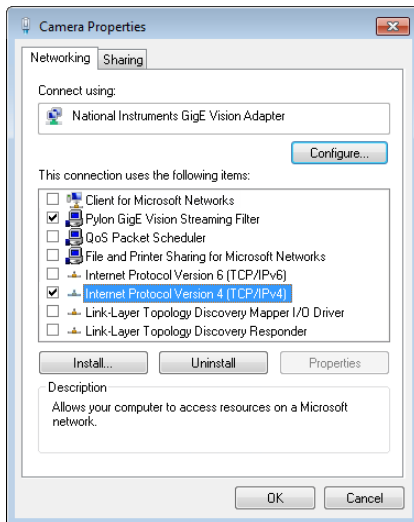 Camera Properties
Networking
Sharing
Connect using:
National Instruments GigE Vision Adapter
Configure...
This connection uses the following items:
Client for Microsoft Networks
Pylon GigE Vision Streaming Filter
QoS Packet Scheduler
File and Printer Sharing for Microsoft Networks
Internet Protocol Version 6 (TCP/IPv6)
Internet Protocol Version 4 (TCP/IPv4)
Link-Layer Topology Discovery Mapper I/O Driver
Link-Layer Topology Discovery Responder
Install... Uninstall Properties
Description
Allows your computer to access resources on a Microsoft
network.
OK Cancel